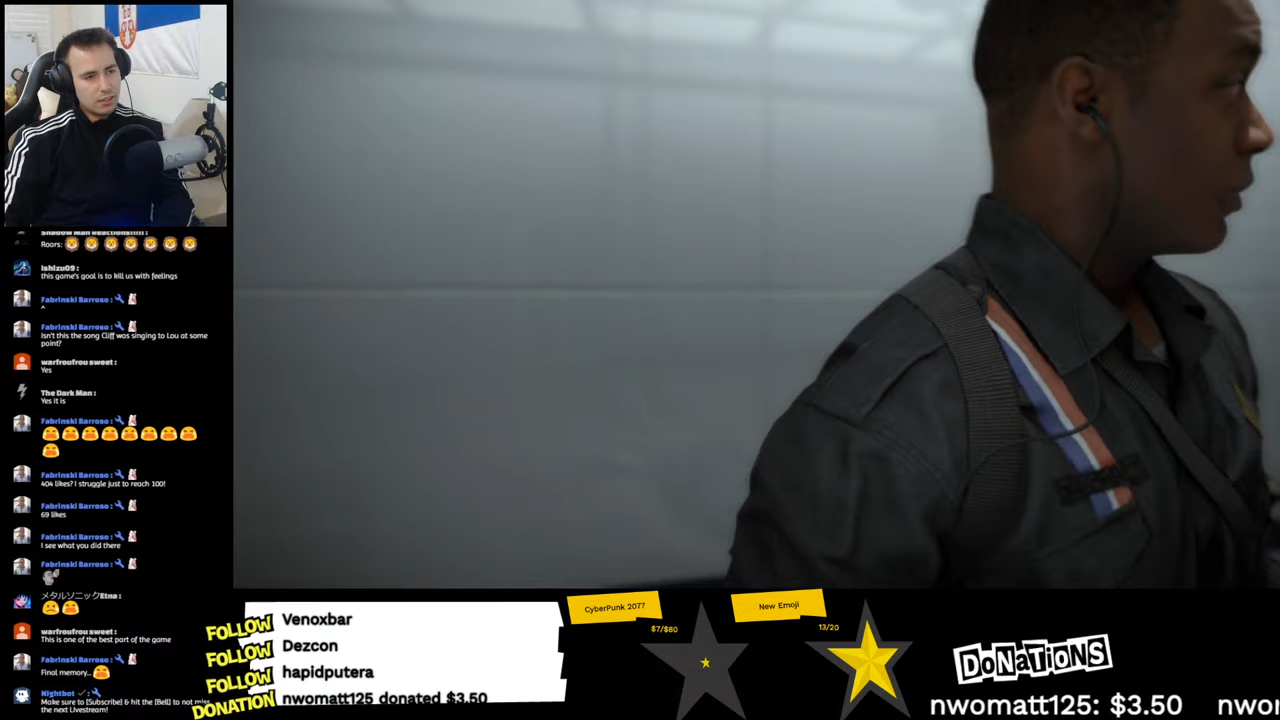 Shadow Man Reactions!!!!! :
Roars:
Ishizu09 :
this game's goal is to kill us with feelings
Fabrinski Barroso :
^
Fabrinski Barroso :
Isn't this the song Cliff was singing to Lou at some
point?
warfroufrou sweet :
Yes
The Dark Man :
Yes it is
Fabrinski Barroso :
Fabrinski Barroso :
404 likes? I struggle just to reach 100!
Fabrinski Barroso :
69 likes
Fabrinski Barroso :
I see what you did there
Fabrinski Barroso :
メタルソニックEtna :
warfroufrou sweet :
This is one of the best part of the game
Fabrinski Barroso :
Final memory...
Nightbot ✓ :
Make sure to [Subscribe] & hit the [Bell] to not miss
the next Livestream!
FOLLOW Venoxbar
FOLLOW Dezcon
FOLLOW hapidputera
DONATION nwomatt125 donated $3.50
CyberPunk 2077
$7/$80
New Emoji
13/20
DONATIONS
nwomatt125: $3.50 nwo